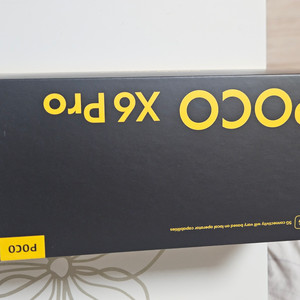 POCO X6 Pro
5G connectivity will vary based on local operator capabilities
POCO